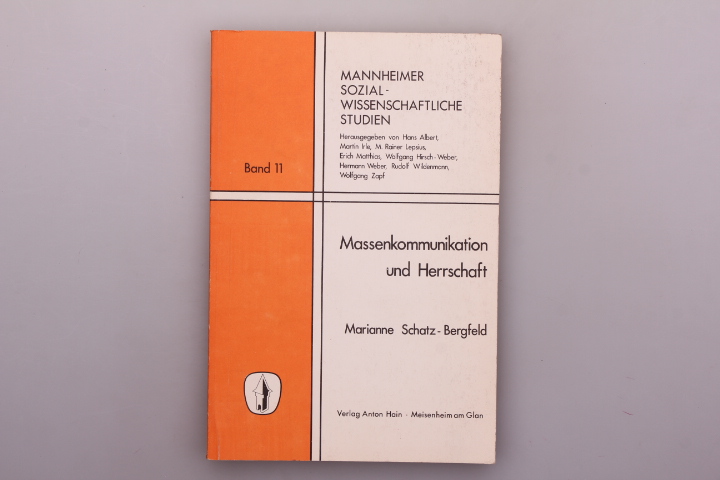 MANNHEIMER
SOZIAL-
WISSENSCHAFTLICHE
STUDIEN
Herausgegeben von Hans Albert,
Martin Irle, M. Rainer Lepsius,
Erich Matthias, Wolfgang Hirsch-Weber,
Hermann Weber, Rudolf Wildenmann,
Wolfgang Zapf
Band 11
Massenkommunikation
und Herrschaft
Marianne Schatz-Bergfeld
Verlag Anton Hain · Meisenheim am Glan